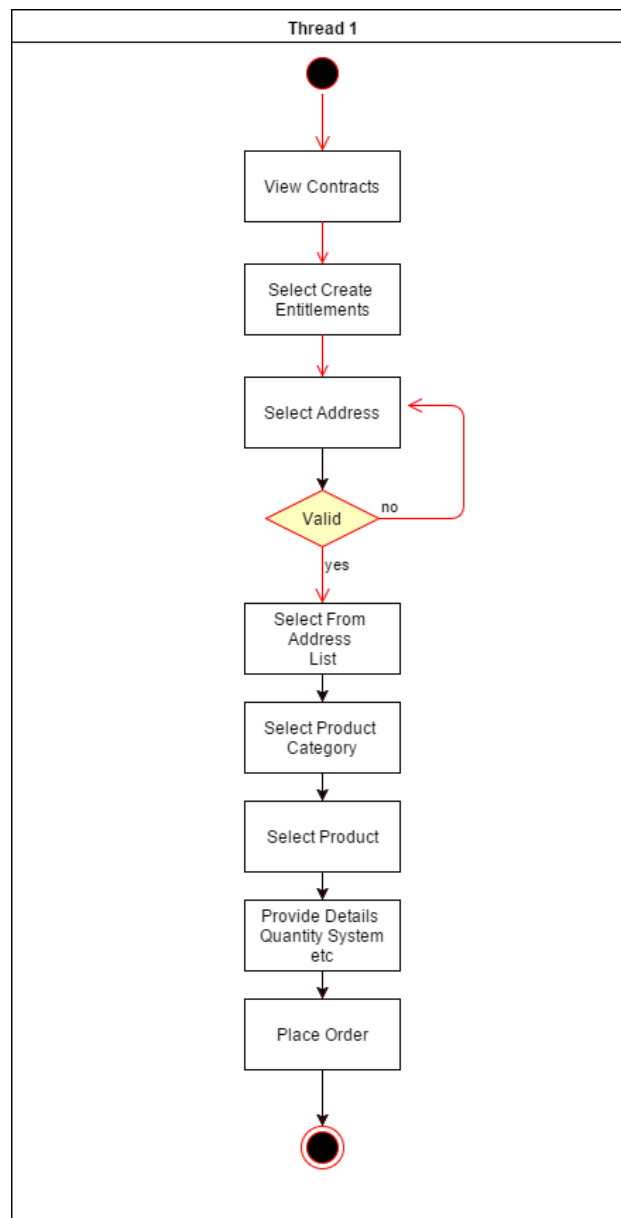 Thread 1
View Contracts
Select Create
Entitlements
Select Address
Valid
no
yes
Select From
Address
List
Select Product
Category
Select Product
Provide Details
Quantity System
etc
Place Order